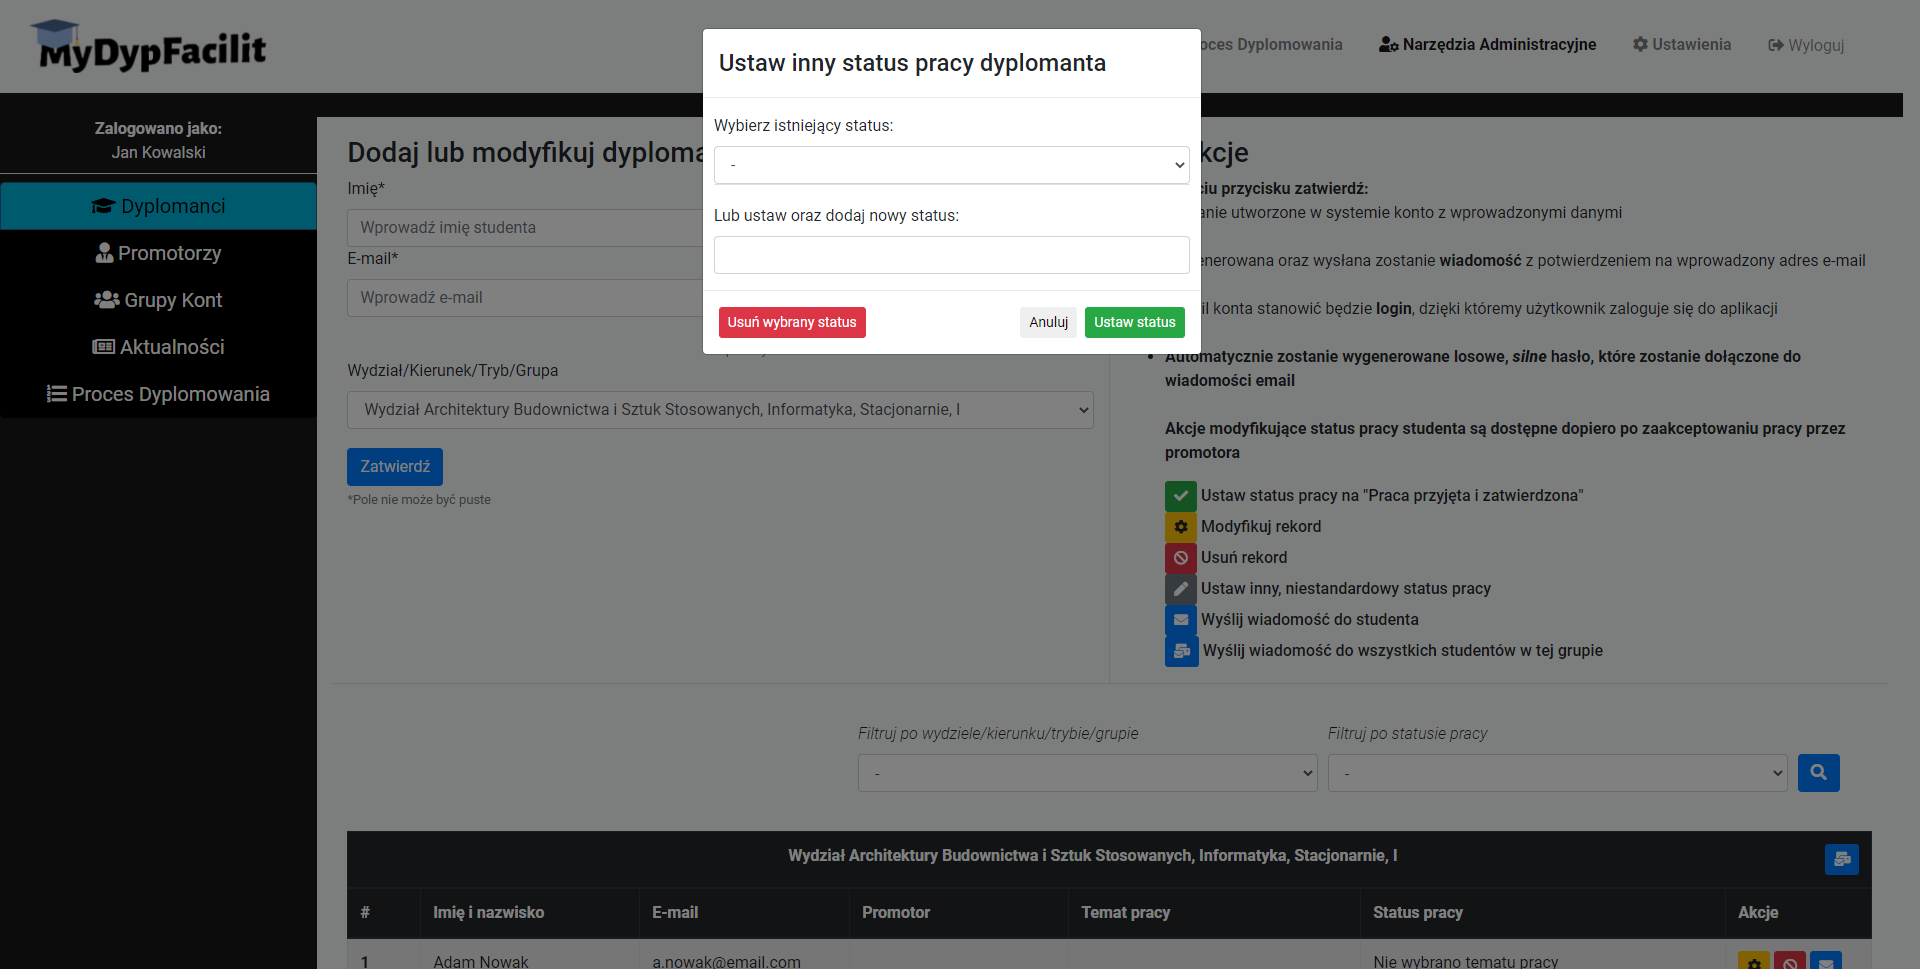 MyDypFacilit
oces Dyplomowania
Narzędzia Administracyjne
Ustawienia
Wyloguj
Zalogowano jako:
Jan Kowalski
Dyplomanci
Promotorzy
Grupy Kont
Aktualności
Proces Dyplomowania
Ustaw inny status pracy dyplomanta
Wybierz istniejący status:
-
Lub ustaw oraz dodaj nowy status:
Usuń wybrany status
Anuluj
Ustaw status
Dodaj lub modyfikuj dyploma
Imię*
Wprowadź imię studenta
E-mail*
Wprowadź e-mail
Wydział/Kierunek/Tryb/Grupa
Wydział Architektury Budownictwa i Sztuk Stosowanych, Informatyka, Stacjonarnie, I
Zatwierdź
*Pole nie może być puste
kcje
iu przycisku zatwierdź:
anie utworzone w systemie konto z wprowadzonymi danymi
enerowana oraz wysłana zostanie wiadomość z potwierdzeniem na wprowadzony adres e-mail
il konta stanowić będzie login, dzięki któremy użytkownik zaloguje się do aplikacji
Automatycznie zostanie wygenerowane losowe, silne hasło, które zostanie dołączone do
wiadomości email
Akcje modyfikujące status pracy studenta są dostępne dopiero po zaakceptowaniu pracy przez
promotora
Ustaw status pracy na "Praca przyjęta i zatwierdzona"
Modyfikuj rekord
Usuń rekord
Ustaw inny, niestandardowy status pracy
Wyślij wiadomość do studenta
Wyślij wiadomość do wszystkich studentów w tej grupie
Filtruj po wydziele/kierunku/trybie/grupie
-
Filtruj po statusie pracy
-
Wydział Architektury Budownictwa i Sztuk Stosowanych, Informatyka, Stacjonarnie, I
# Imię i nazwisko E-mail Promotor Temat pracy Status pracy Akcje
1 Adam Nowak a.nowak@email.com Nie wybrano tematu pracy